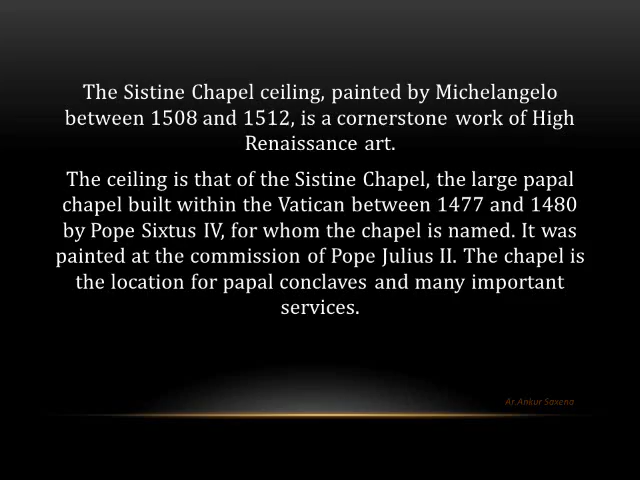 The Sistine Chapel ceiling, painted by Michelangelo
between 1508 and 1512, is a cornerstone work of High
Renaissance art.
The ceiling is that of the Sistine Chapel, the large papal
chapel built within the Vatican between 1477 and 1480
by Pope Sixtus IV, for whom the chapel is named. It was
painted at the commission of Pope Julius II. The chapel is
the location for papal conclaves and many important
services.
Ar.Ankur Saxena